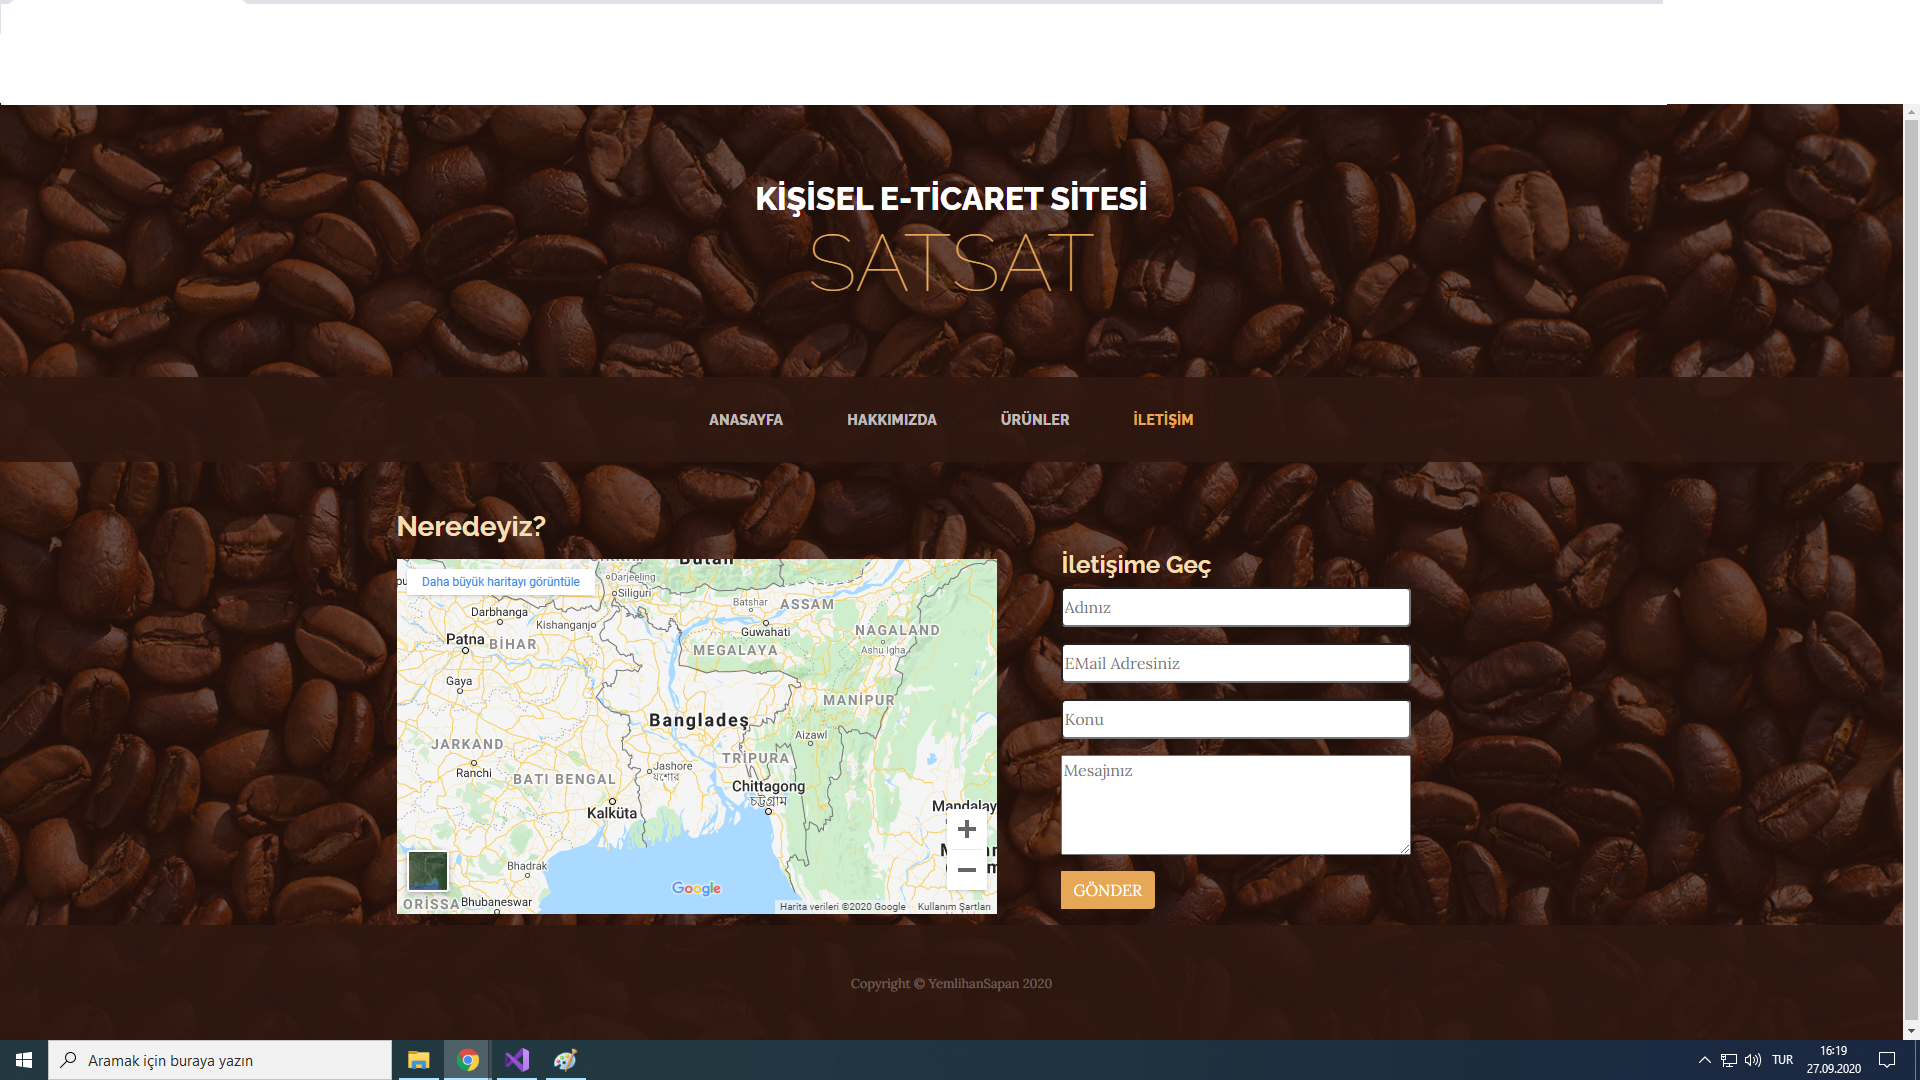 KİŞİSEL E-TİCARET SİTESİ
SATSAT
ANASAYFA
HAKKIMIZDA
ÜRÜNLER
İLETİŞİM
Neredeyiz?
Daha büyük haritayı görüntüle
Butan
Darjeeling
Siliguri
Darbhanga
Kishanganj
Batshar
ASSAM
Guwahati
NAGALAND
Patna
BİHAR
MEGALAYA
Ashu igha
Gaya
MANİPUR
Bangladeş
JARKAND
Aizawl
TRİPURA
Ranchi
BATI BENGAL
Jashore
যশোর
Chittagong
চট্টগ্রাম
Kalküta
Mandalay
Bhadrak
ORİSSA
Bhubaneswar
Google
Harita verileri ©2020 Google
Kullanım Şartları
İletişime Geç
Adınız
EMail Adresiniz
Konu
Mesajınız
GÖNDER
Copyright © YemlihanSapan 2020
Aramak için buraya yazın
TUR
16:19
27.09.2020